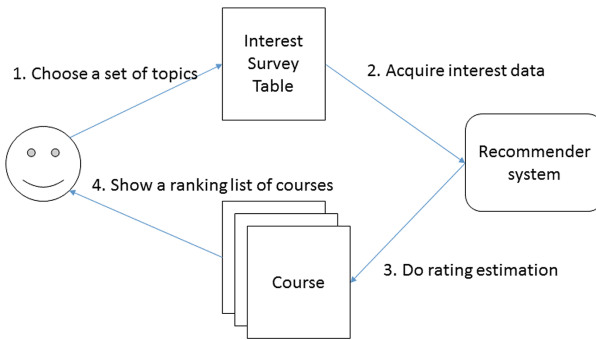 1. Choose a set of topics
Interest
Survey
Table
2. Acquire interest data
Recommender
system
3. Do rating estimation
Course
4. Show a ranking list of courses